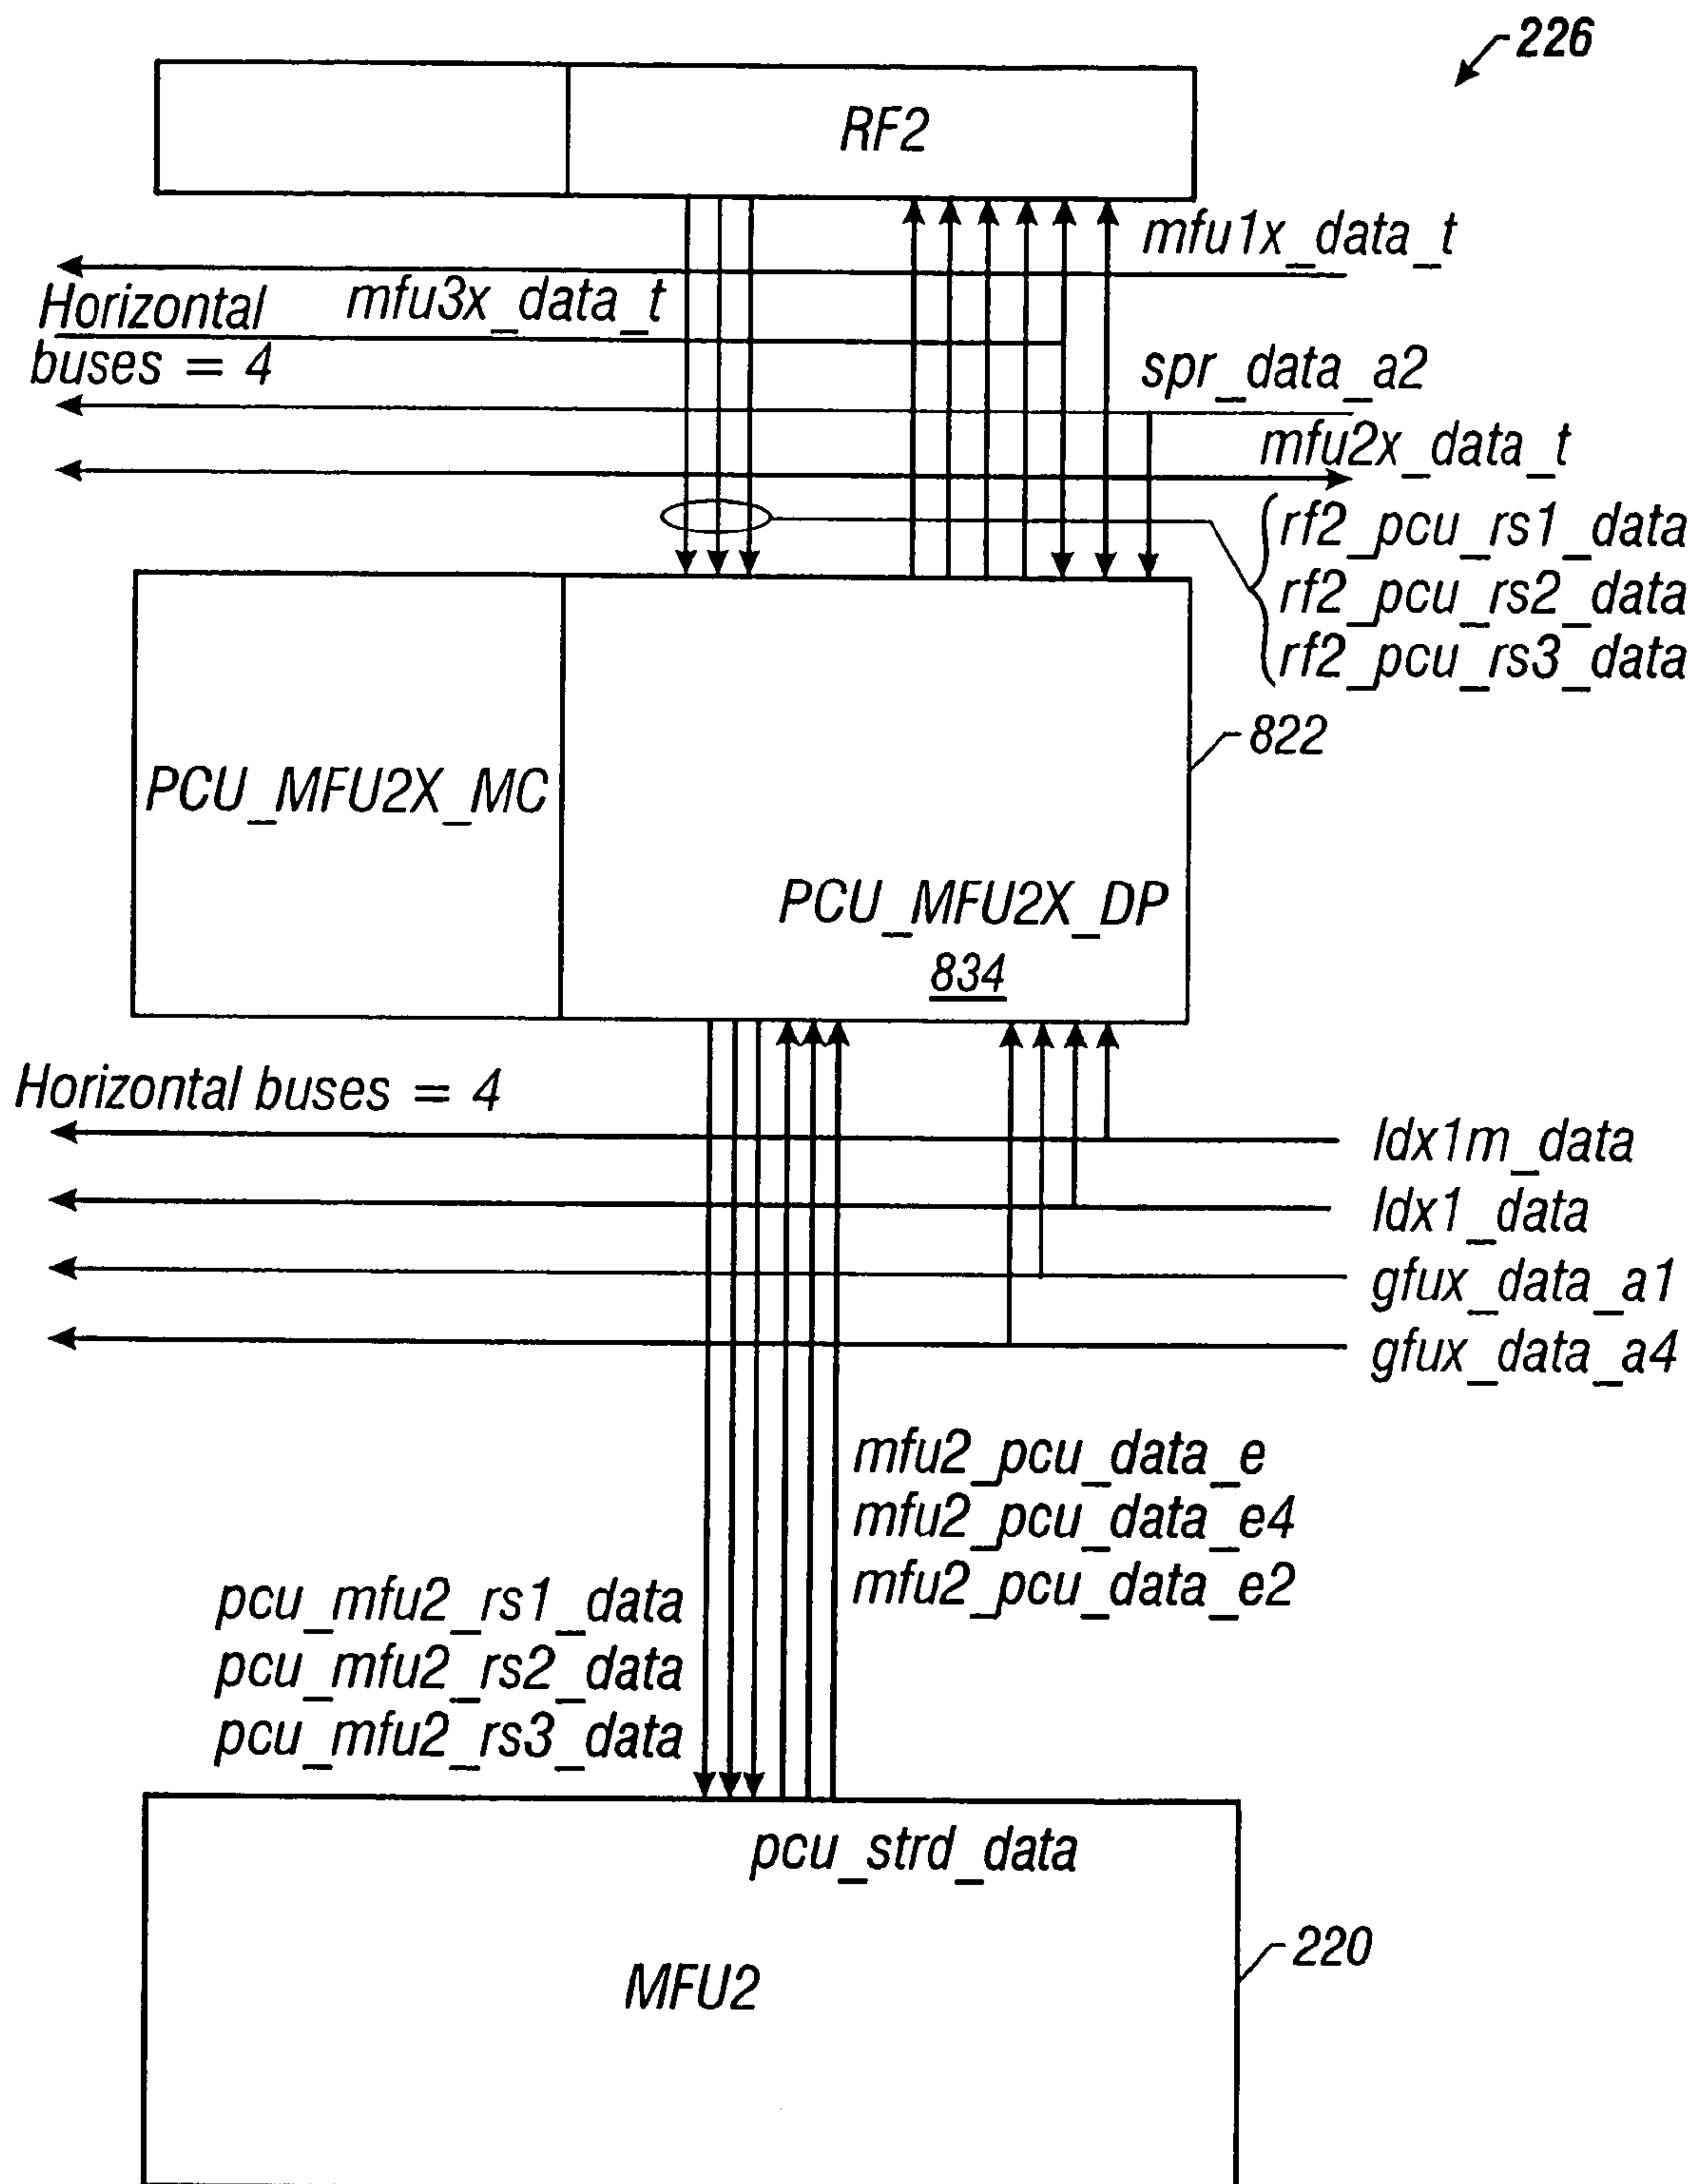 226
RF2
mfu1x_data_t
Horizontal
buses = 4
mfu3x_data_t
spr_data_a2
mfu2x_data_t
rf2_pcu_rs1_data
rf2_pcu_rs2_data
rf2_pcu_rs3_data
822
PCU_MFU2X_MC
PCU_MFU2X_DP
834
Horizontal buses = 4
ldx1m_data
ldx1_data
gfux_data_a1
gfux_data_a4
mfu2_pcu_data_e
mfu2_pcu_data_e4
mfu2_pcu_data_e2
pcu_mfu2_rs1_data
pcu_mfu2_rs2_data
pcu_mfu2_rs3_data
pcu_strd_data
MFU2
220